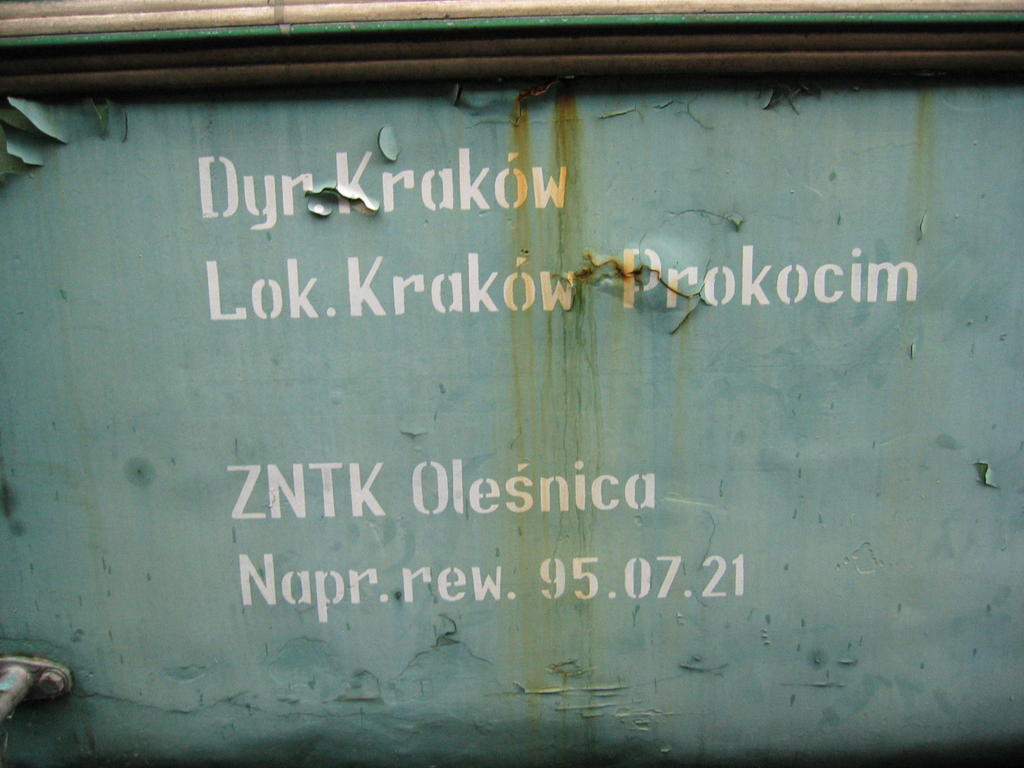 Dyr.Kraków
Lok.Kraków Prokocim
ZNTK Oleśnica
Napr.rew. 95.07.21